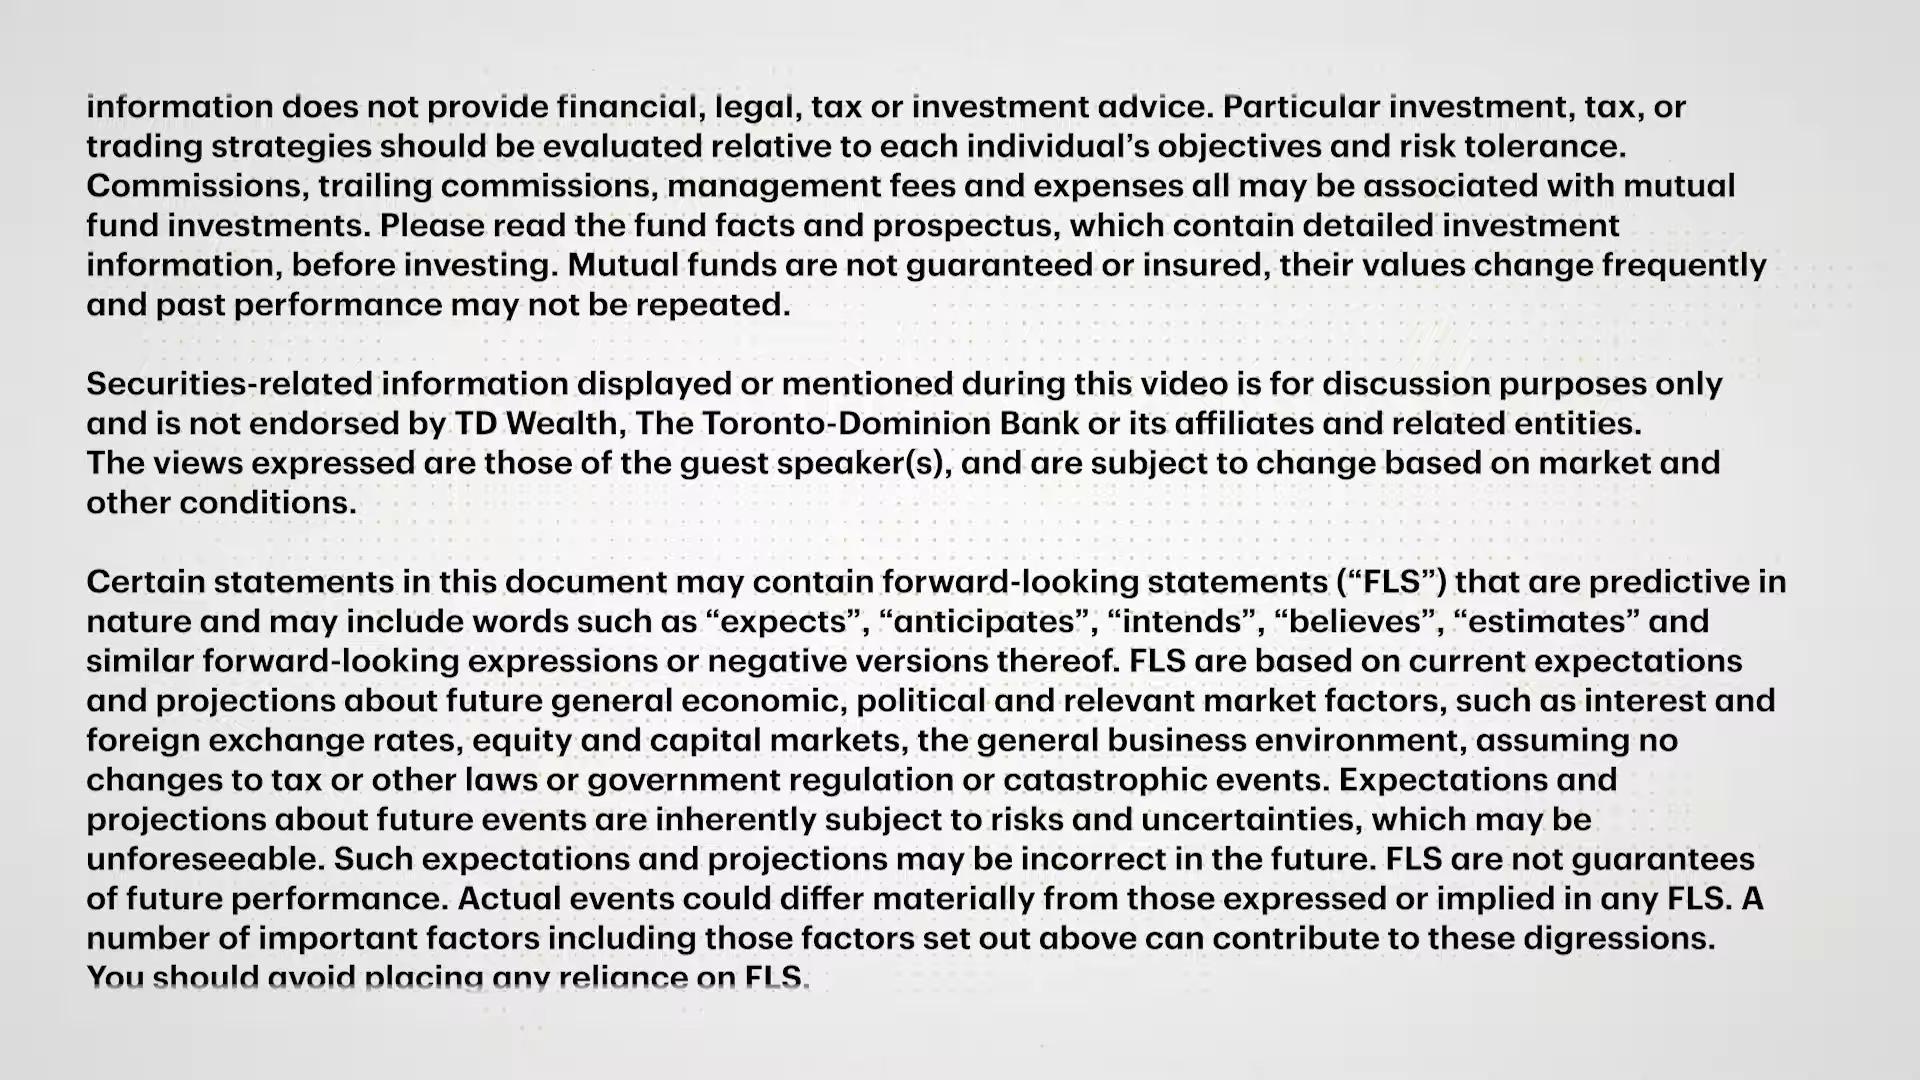 information does not provide financial, legal, tax or investment advice. Particular investment, tax, or
trading strategies should be evaluated relative to each individual’s objectives and risk tolerance.
Commissions, trailing commissions, management fees and expenses all may be associated with mutual
fund investments. Please read the fund facts and prospectus, which contain detailed investment
information, before investing. Mutual funds are not guaranteed or insured, their values change frequently
and past performance may not be repeated.
Securities-related information displayed or mentioned during this video is for discussion purposes only
and is not endorsed by TD Wealth, The Toronto-Dominion Bank or its affiliates and related entities.
The views expressed are those of the guest speaker(s), and are subject to change based on market and
other conditions.
Certain statements in this document may contain forward-looking statements (“FLS”) that are predictive in
nature and may include words such as “expects”, “anticipates”, “intends”, “believes”, “estimates” and
similar forward-looking expressions or negative versions thereof. FLS are based on current expectations
and projections about future general economic, political and relevant market factors, such as interest and
foreign exchange rates, equity and capital markets, the general business environment, assuming no
changes to tax or other laws or government regulation or catastrophic events. Expectations and
projections about future events are inherently subject to risks and uncertainties, which may be
unforeseeable. Such expectations and projections may be incorrect in the future. FLS are not guarantees
of future performance. Actual events could differ materially from those expressed or implied in any FLS. A
number of important factors including those factors set out above can contribute to these digressions.
You should avoid placing any reliance on FLS.